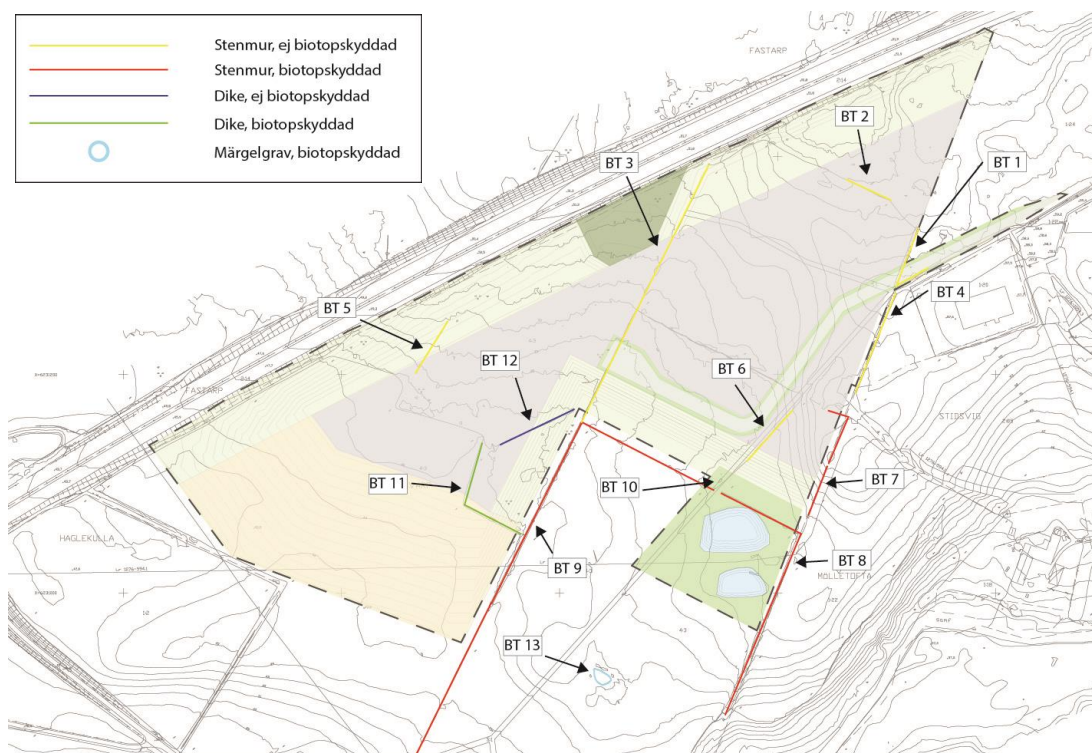 Stenmur, ej biotopskyddad
Stenmur, biotopskyddad
Dike, ej biotopskyddad
Dike, biotopskyddad
Märgelgrav, biotopskyddad
FASTARP
BT 2
BT 3
BT 1
BT 4
BT 5
BT 12
BT 6
FASTARP
STIDSVIG
BT 11
BT 10
BT 7
HAGLEKULLA
BT 9
BT 8
MÖLLETOFTA
BT 13